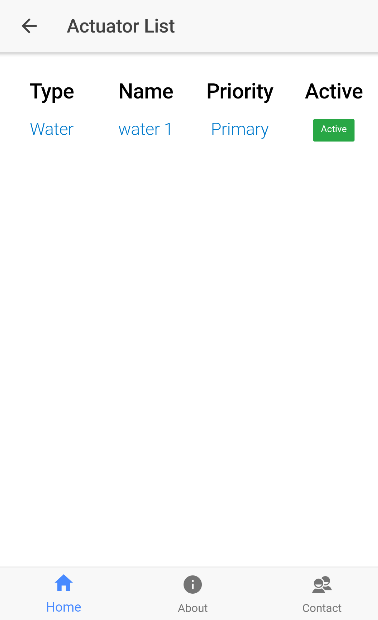 Actuator List
Type Name Priority Active
Water water 1 Primary Active
Home About Contact